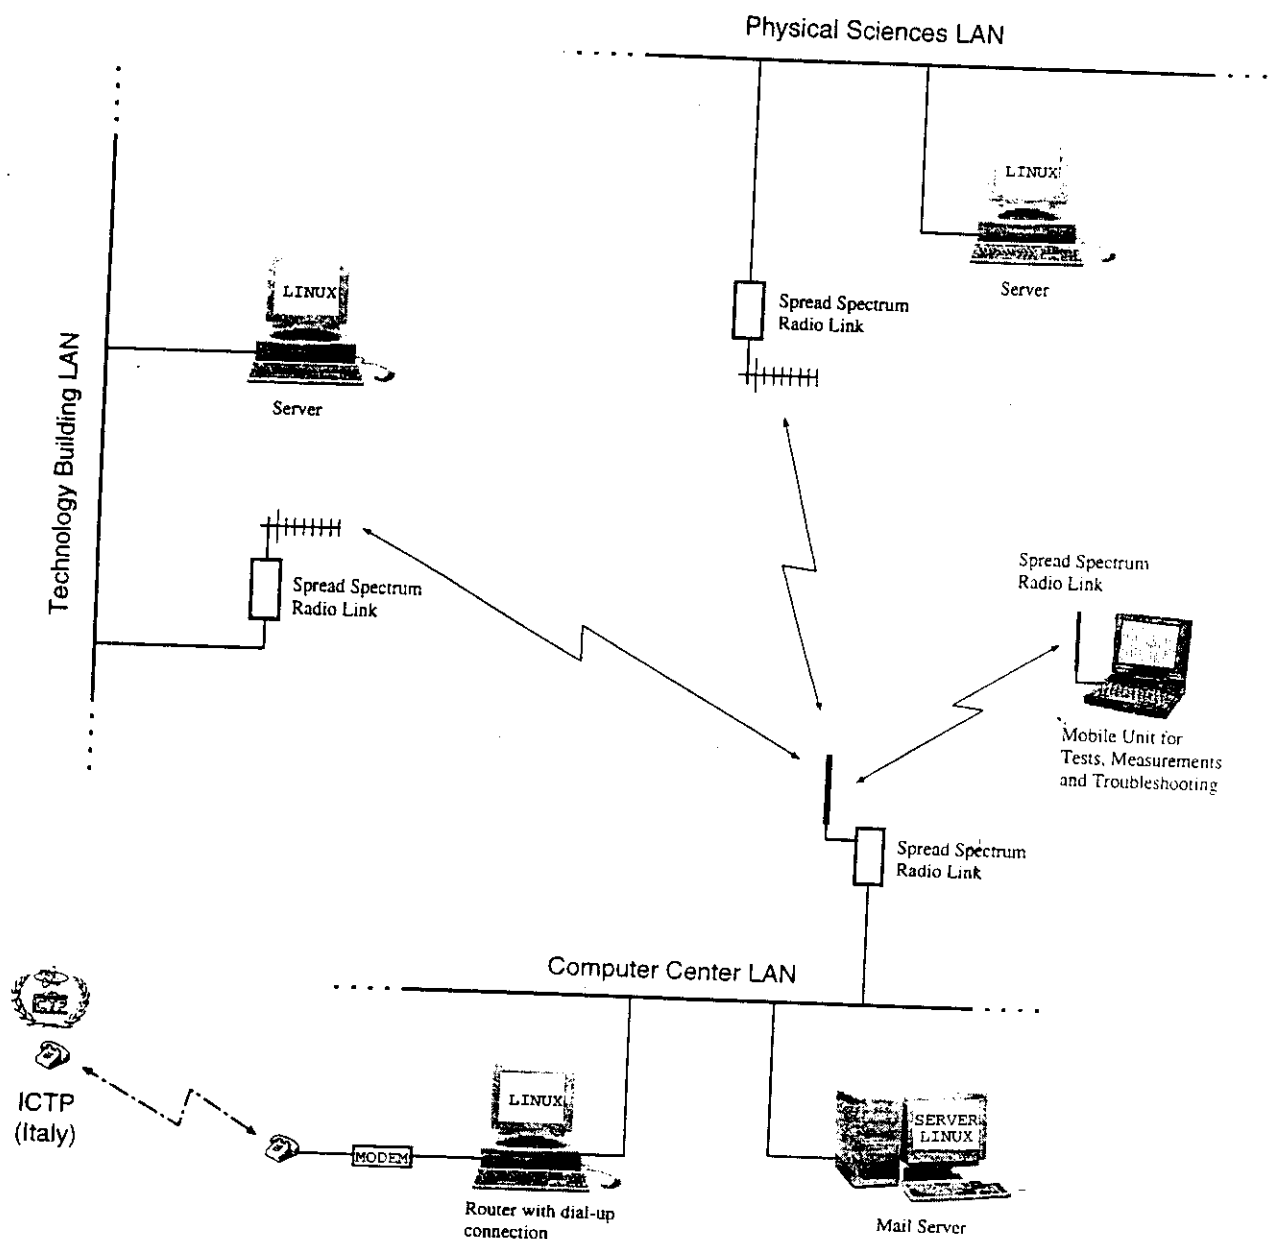 Physical Sciences LAN
LINUX
Server
Spread Spectrum
Radio Link
LINUX
Server
Technology Building LAN
Spread Spectrum
Radio Link
Spread Spectrum
Radio Link
Mobile Unit for
Tests, Measurements
and Troubleshooting
Spread Spectrum
Radio Link
Computer Center LAN
ICTP
(Italy)
MODEM
LINUX
Router with dial-up
connection
SERVER
LINUX
Mail Server